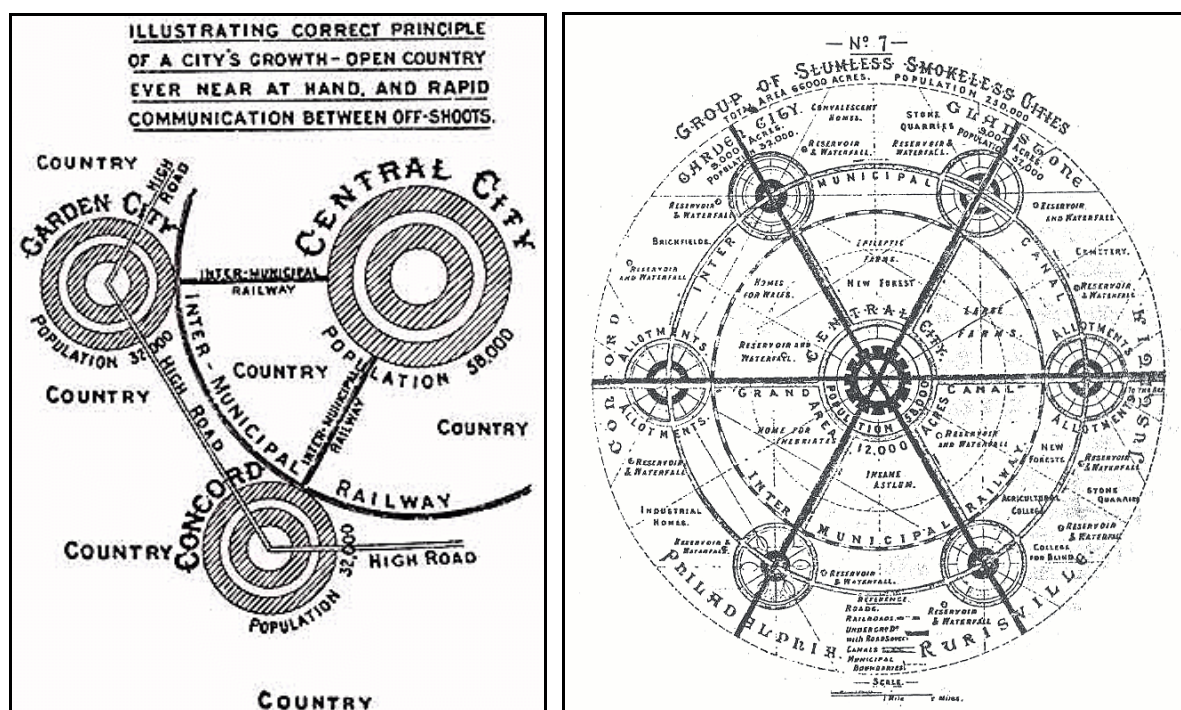 ILLUSTRATING CORRECT PRINCIPLE
OF A CITY'S GROWTH - OPEN COUNTRY
EVER NEAR AT HAND, AND RAPID
COMMUNICATION BETWEEN OFF-SHOOTS.
COUNTRY
HIGH
ROAD
GARDEN CITY
POPULATION 32,000
CENTRAL CITY
POPULATION 58,000
INTER-MUNICIPAL
RAILWAY
INTER-MUNICIPAL RAILWAY
COUNTRY
COUNTRY
HIGH ROAD
INTER-MUNICIPAL
RAILWAY
COUNTRY
CONCORD
COUNTRY
HIGH ROAD
32,000
POPULATION
COUNTRY
— Nº 7 —
GROUP OF SLUMLESS SMOKELESS CITIES
TOTAL AREA 66000 ACRES. POPULATION 250,000
GARDEN CITY.
9,000 ACRES.
POPULATION 32,000.
GLADSTONE
9,000 ACRES.
POPULATION
32,000
CONVALESCENT
HOMES.
STONE
QUARRIES
RESERVOIR
& WATERFALL.
RESERVOIR &
WATERFALL.
RESERVOIR
& WATERFALL
RESERVOIR
AND WATERFALL
INTER MUNICIPAL CANAL
BRICKFIELDS.
CEMETERY.
RESERVOIR
AND WATERFALL
EPILEPTIC
FARMS.
RESERVOIR
& WATERFALL
HOMES
FOR WAIFS.
NEW FOREST
LARGE
FARMS.
CENTRAL CITY.
RESERVOIR AND
WATERFALL.
CONCORD
ALLOTMENTS
ALLOTMENTS
ALLOTMENTS
ALLOTMENTS
JUSTITIA
GRAND
CANAL
POPULATION 58,000
AREA
12,000
ACRES
HOME FOR
INEBRIATES
RESERVOIR
AND WATERFALL
NEW
FORESTS
RESERVOIR
& WATERFALL
RESERVOIR
& WATERFALL
INSANE
ASYLUM.
INTER MUNICIPAL RAILWAY
AGRICULTURAL
COLLEGE
STONE
QUARRIES
INDUSTRIAL
HOMES.
RESERVOIR
& WATERFALL
RESERVOIR &
WATERFALL.
COLLEGE
FOR BLIND.
RESERVOIR
& WATERFALL.
PHILADELPHIA
RURISVILLE
REFERENCE.
ROADS.
RAILROADS.
UNDERGRD.
CANALS
MUNICIPAL
BOUNDARIES.
RESERVOIR
& WATERFALL
— SCALE. —